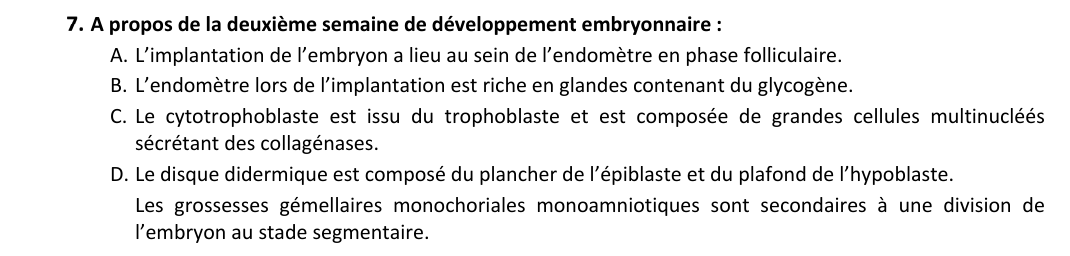 7. A propos de la deuxième semaine de développement embryonnaire :
A. L’implantation de l’embryon a lieu au sein de l’endomètre en phase folliculaire.
B. L’endomètre lors de l’implantation est riche en glandes contenant du glycogène.
C. Le cytotrophoblaste est issu du trophoblaste et est composée de grandes cellules multinucléés
sécrétant des collagénases.
D. Le disque didermique est composé du plancher de l’épiblaste et du plafond de l’hypoblaste.
Les grossesses gémellaires monochoriales monoamniotiques sont secondaires à une division de
l’embryon au stade segmentaire.